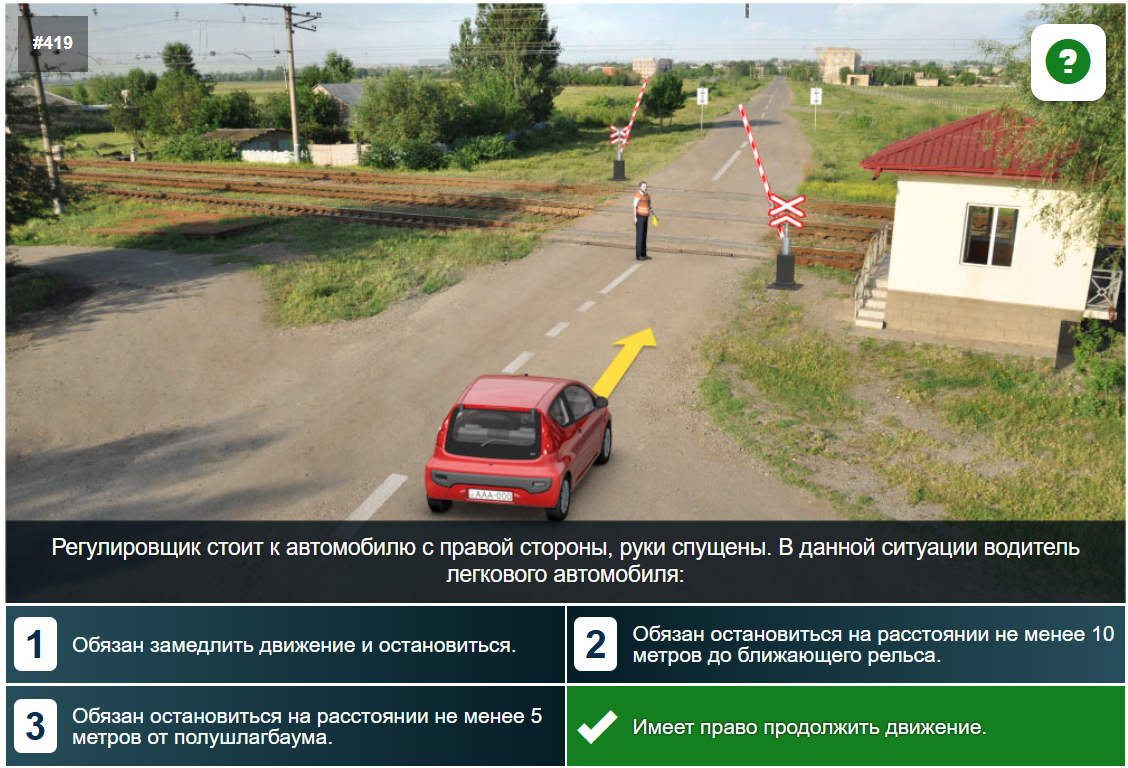 #419
?
AAA-000
Регулировщик стоит к автомобилю с правой стороны, руки спущены. В данной ситуации водитель
легкового автомобиля:
1
Обязан замедлить движение и остановиться.
2
Обязан остановиться на расстоянии не менее 10
метров до ближающего рельса.
3
Обязан остановиться на расстоянии не менее 5
метров от полушлагбаума.
Имеет право продолжить движение.